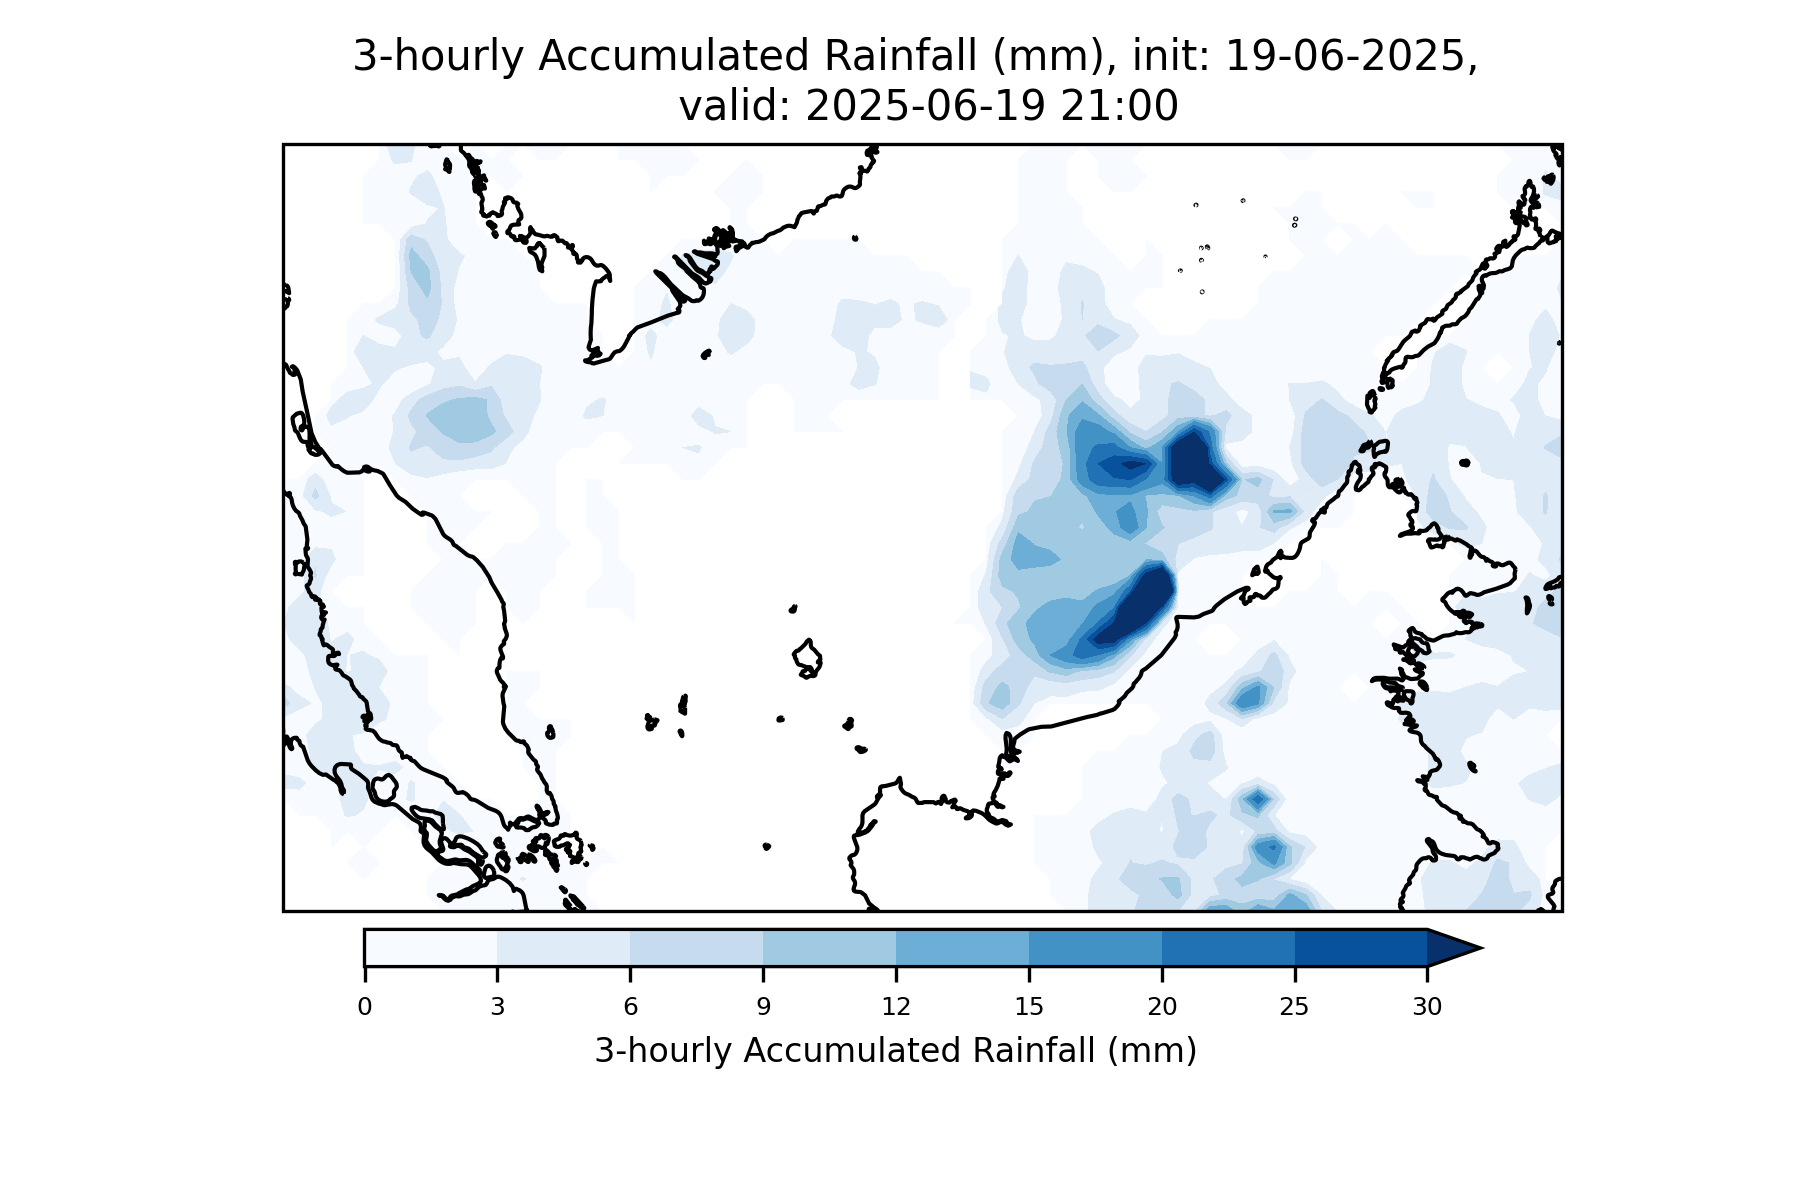 3-hourly Accumulated Rainfall (mm), init: 19-06-2025,
valid: 2025-06-19 21:00
0 3 6 9 12 15 20 25 30
3-hourly Accumulated Rainfall (mm)